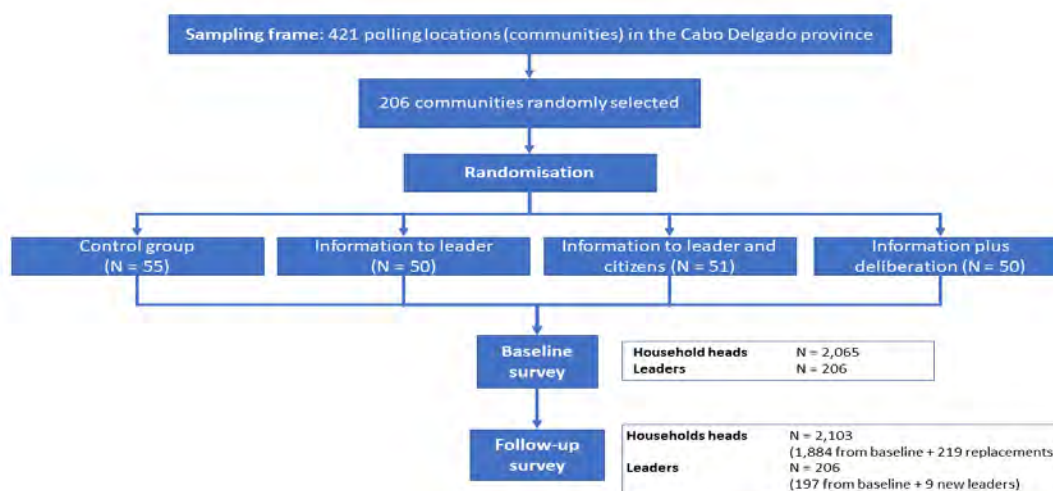 Sampling frame: 421 polling locations (communities) in the Cabo Delgado province
206 communities randomly selected
Randomisation
Control group
(N = 55)
Information to leader
(N = 50)
Information to leader and
citizens (N = 51)
Information plus
deliberation (N = 50)
Baseline
survey
Household heads N = 2,065
Leaders N = 206
Follow-up
survey
Households heads N = 2,103
(1,884 from baseline + 219 replacements
Leaders N = 206
(197 from baseline + 9 new leaders)